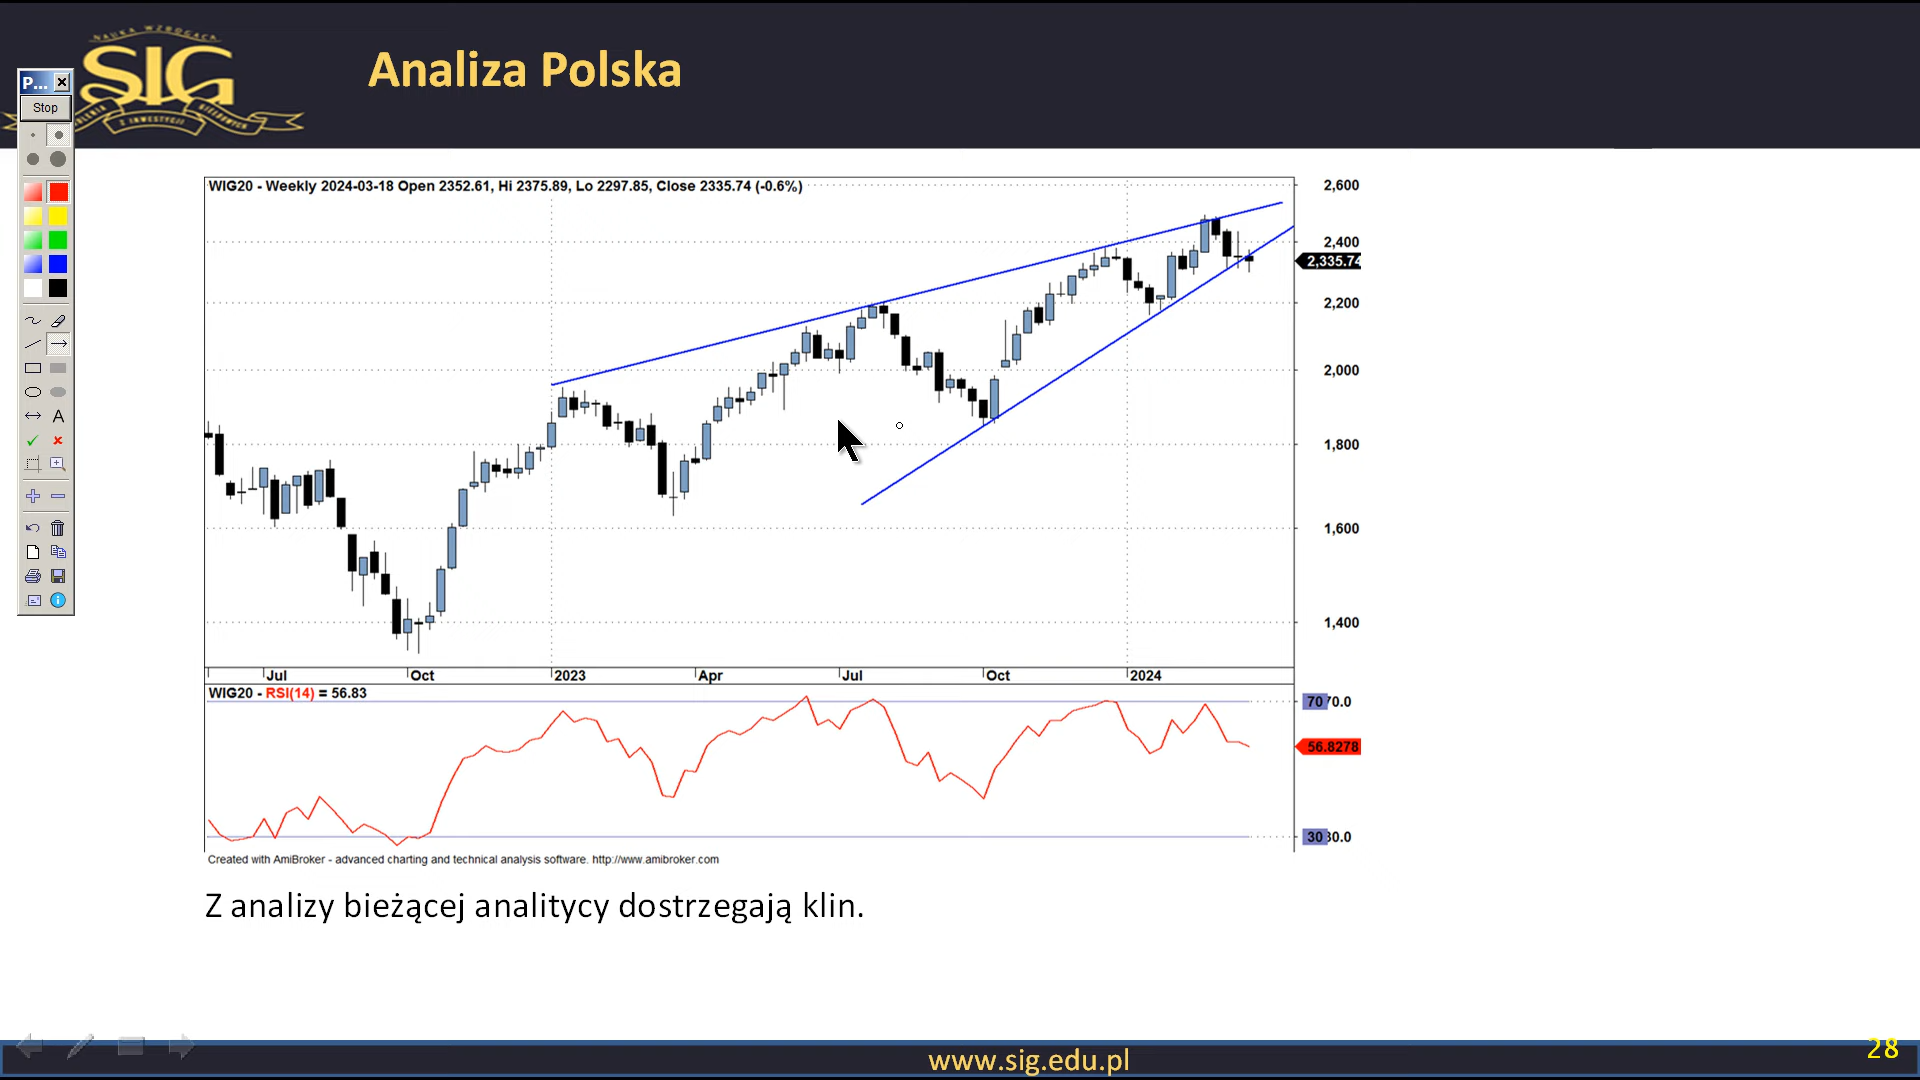 NAUKA WZBOGACA
SIG
Z INWESTYCJI
Analiza Polska
P...
Stop
A
WIG20 - Weekly 2024-03-18 Open 2352.61, Hi 2375.89, Lo 2297.85, Close 2335.74 (-0.6%)
2,600
2,400
2,335.74
2,200
2,000
1,800
1,600
1,400
Jul Oct 2023 Apr Jul Oct 2024
WIG20 - RSI(14) = 56.83
70 70.0
56.8278
30 30.0
Created with AmiBroker - advanced charting and technical analysis software. http://www.amibroker.com
Z analizy bieżącej analitycy dostrzegają klin.
www.sig.edu.pl
28